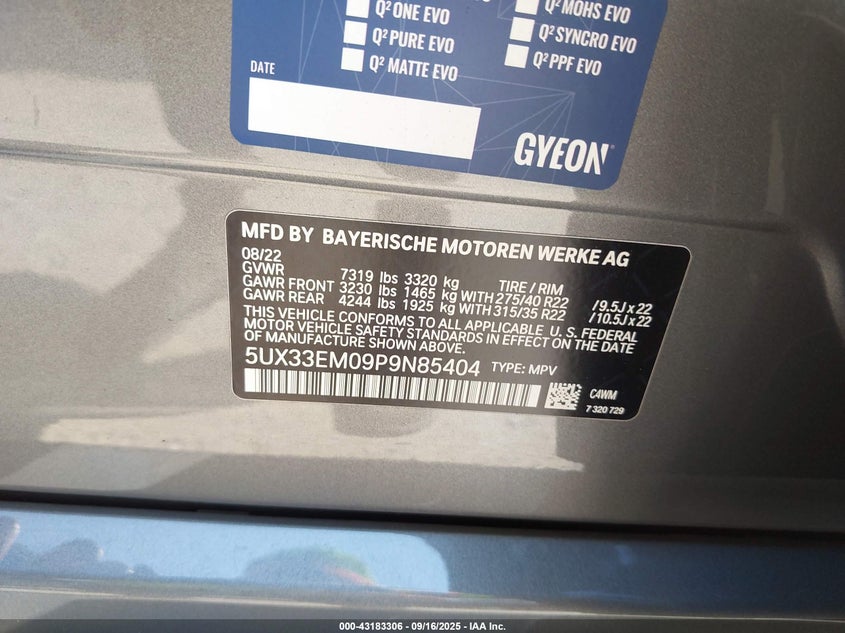 Q² ONE EVO
Q² PURE EVO
Q² MATTE EVO
Q² MOHS EVO
Q² SYNCRO EVO
Q² PPF EVO
DATE
GYEON
MFD BY BAYERISCHE MOTOREN WERKE AG
08/22
GVWR 7319 lbs 3320 kg TIRE / RIM
GAWR FRONT 3230 lbs 1465 kg WITH 275/40 R22 /9.5Jx22
GAWR REAR 4244 lbs 1925 kg WITH 315/35 R22 /10.5Jx22
THIS VEHICLE CONFORMS TO ALL APPLICABLE U. S. FEDERAL
MOTOR VEHICLE SAFETY STANDARDS IN EFFECT ON THE DATE
OF MANUFACTURE SHOWN ABOVE.
5UX33EM09P9N85404 TYPE: MPV
C4WM
7 320 729
000-43183306 - 09/16/2025 - IAA Inc.